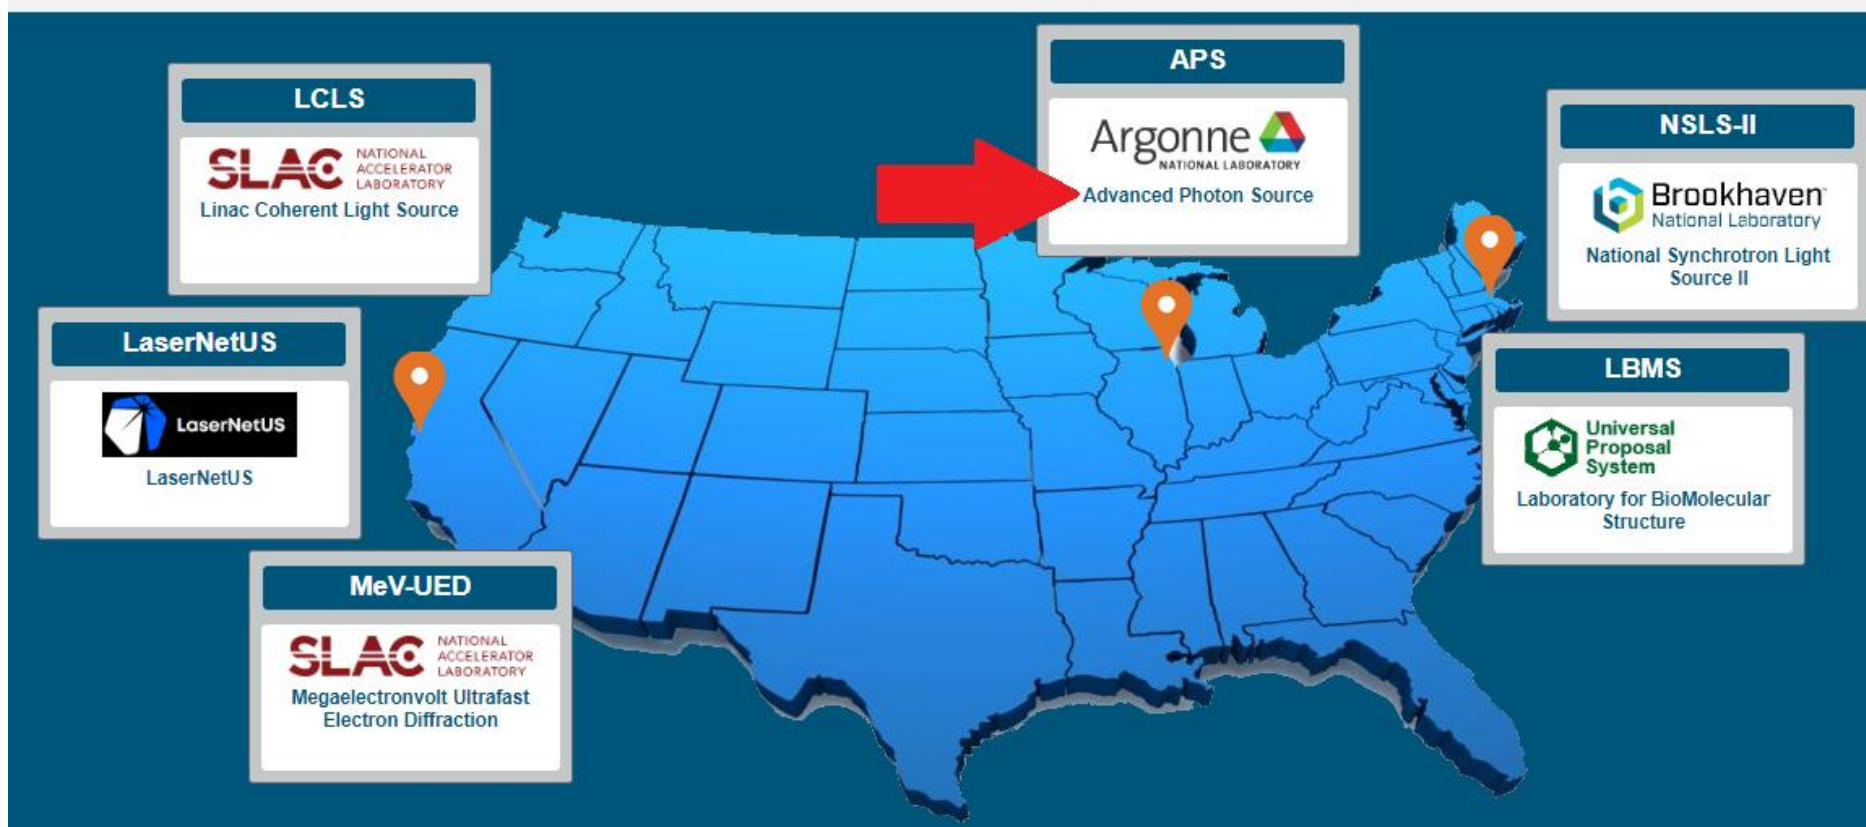 LCLS
SLAC NATIONAL
ACCELERATOR
LABORATORY
Linac Coherent Light Source
LaserNetUS
LaserNetUS
LaserNetUS
MeV-UED
SLAC NATIONAL
ACCELERATOR
LABORATORY
Megaelectronvolt Ultrafast
Electron Diffraction
APS
Argonne
NATIONAL LABORATORY
Advanced Photon Source
NSLS-II
Brookhaven
National Laboratory
National Synchrotron Light
Source II
LBMS
Universal
Proposal
System
Laboratory for BioMolecular
Structure